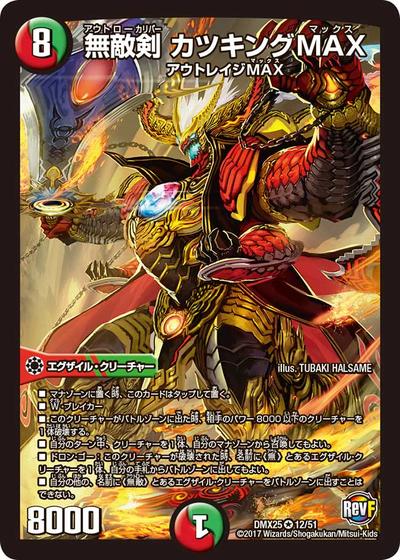 8
アウトローカリバー マックス
無敵剣 カツキングMAX
マックス
アウトレイジMAX
illus. TUBAKI HALSAME
エグザイル・クリーチャー
■ マナゾーンに置く時、このカードはタップして置く。
■ W・ブレイカー
■ このクリーチャーがバトルゾーンに出た時、相手のパワー8000以下のクリーチャーを
1体破壊する。
■ 自分のターン中、クリーチャーを1体、自分のマナゾーンから召喚してもよい。
■ ドロン・ゴー:このクリーチャーが破壊された時、名前に《無》とあるエグザイル・ク
リーチャーを1体、自分の手札からバトルゾーンに出してもよい。
■ 自分の他の、名前に《無敵》とあるエグザイル・クリーチャーをバトルゾーンに出すことは
できない。
8000
1
DMX25 12/51
©2017 Wizards/Shogakukan/Mitsui-Kids
RevF